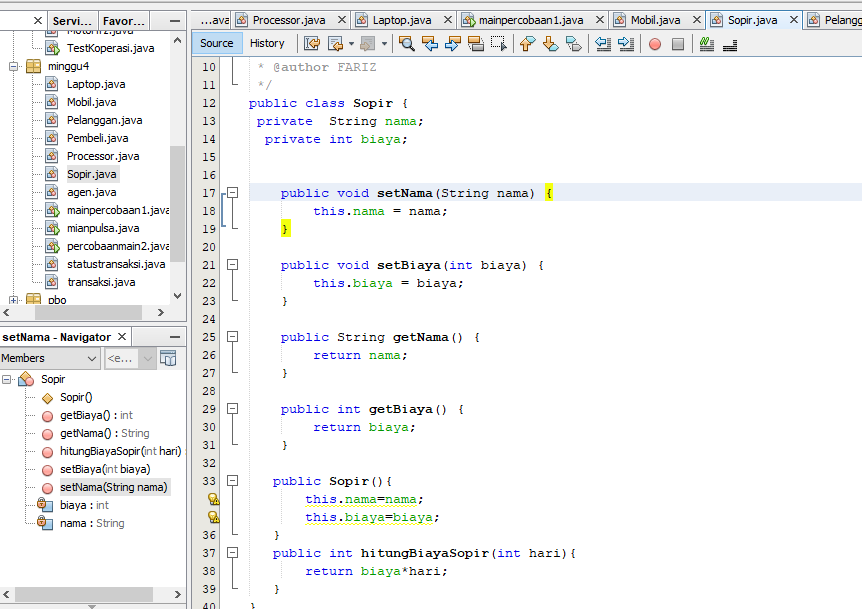 Servi... Favor...
...ava Processor.java Laptop.java mainpercobaan1.java Mobil.java Sopir.java Pelangg
TestKoperasi.java
minggu4
Laptop.java
Mobil.java
Pelanggan.java
Pembeli.java
Processor.java
Sopir.java
agen.java
mainpercobaan1.java
mianpulsa.java
percobaanmain2.java
statustransaksi.java
transaksi.java
pbo
setNama - Navigator
Members <e...
Sopir
Sopir()
getBiaya() : int
getNama() : String
hitungBiayaSopir(int hari)
setBiaya(int biaya)
setNama(String nama)
biaya : int
nama : String
Source History
10 * @author FARIZ
11 */
12 public class Sopir {
13 private String nama;
14 private int biaya;
15
16
17 public void setNama(String nama) {
18 this.nama = nama;
19 }
20
21 public void setBiaya(int biaya) {
22 this.biaya = biaya;
23 }
24
25 public String getNama() {
26 return nama;
27 }
28
29 public int getBiaya() {
30 return biaya;
31 }
32
33 public Sopir(){
this.nama=nama;
this.biaya=biaya;
36 }
37 public int hitungBiayaSopir(int hari){
38 return biaya*hari;
39 }
40 }